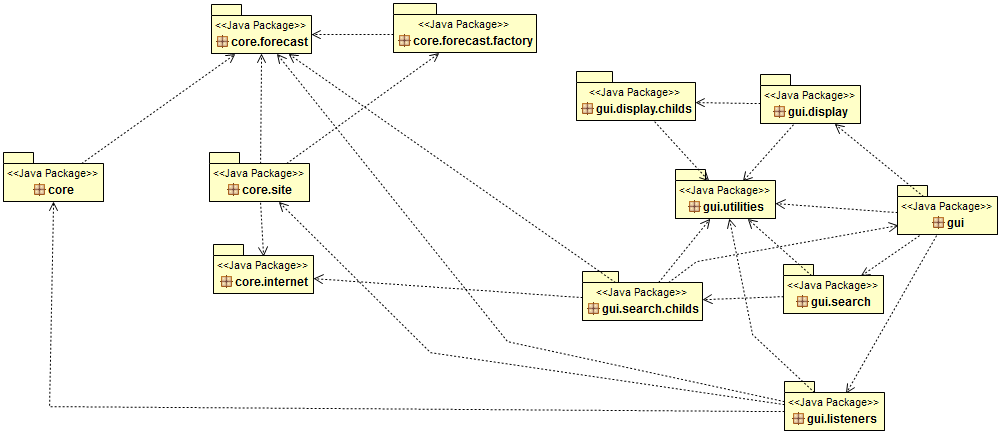 <<Java Package>>
core.forecast
<<Java Package>>
core.forecast.factory
<<Java Package>>
gui.display.childs
<<Java Package>>
gui.display
<<Java Package>>
core
<<Java Package>>
core.site
<<Java Package>>
gui.utilities
<<Java Package>>
gui
<<Java Package>>
core.internet
<<Java Package>>
gui.search.childs
<<Java Package>>
gui.search
<<Java Package>>
gui.listeners